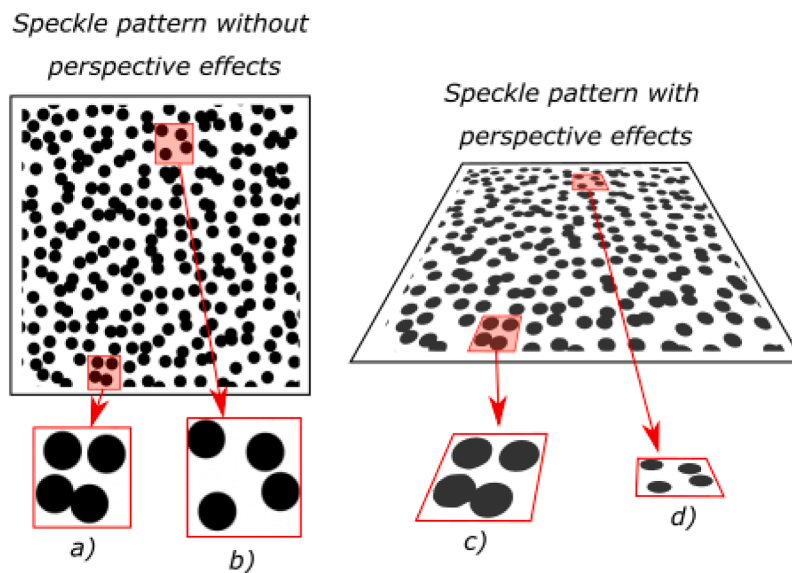 Speckle pattern without
perspective effects
Speckle pattern with
perspective effects
a)
b)
c)
d)